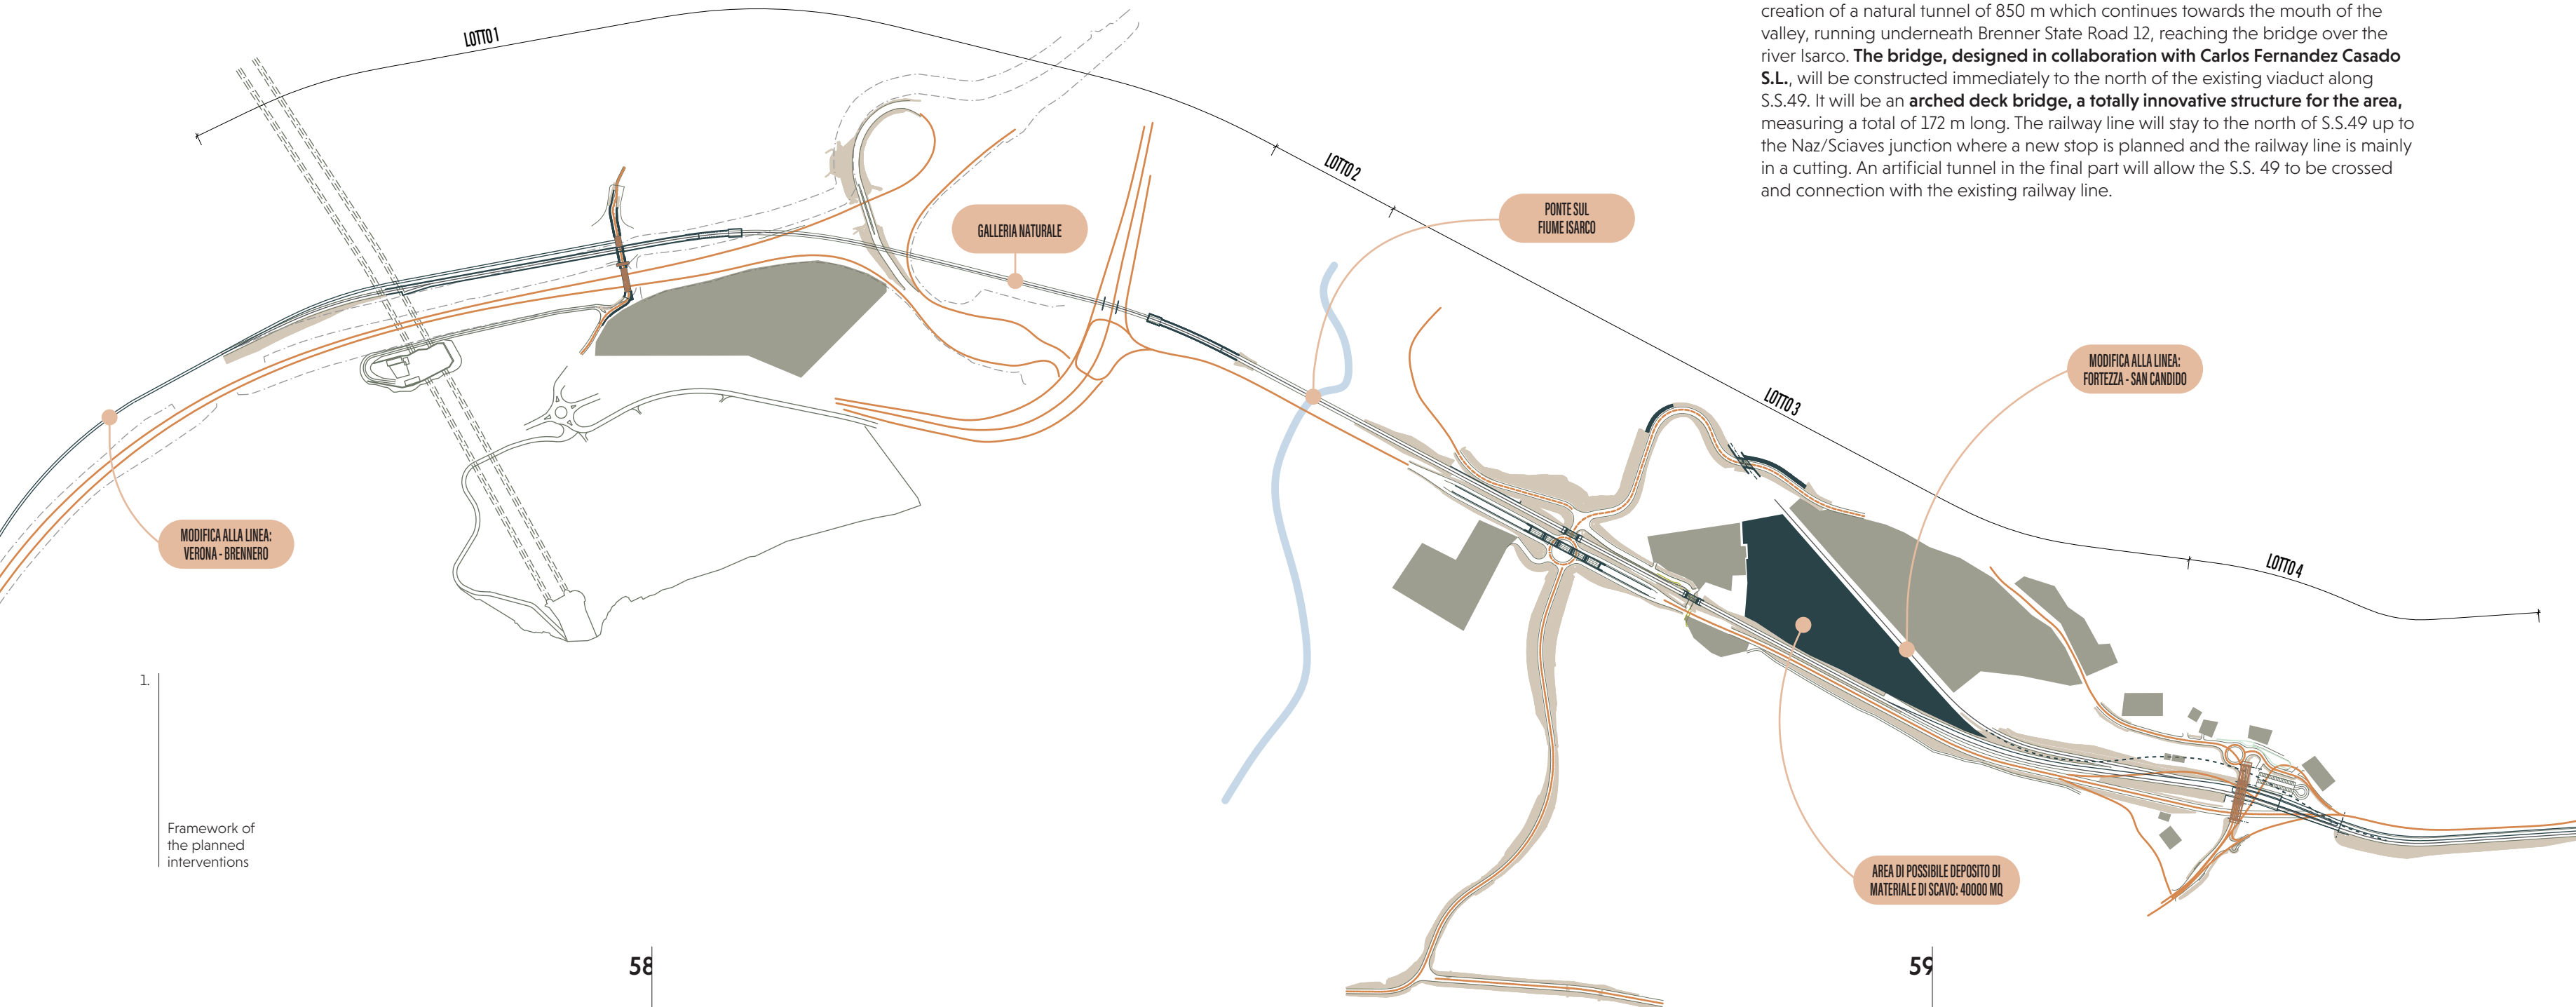 creation of a natural tunnel of 850 m which continues towards the mouth of the
valley, running underneath Brenner State Road 12, reaching the bridge over the
river Isarco. The bridge, designed in collaboration with Carlos Fernandez Casado
S.L., will be constructed immediately to the north of the existing viaduct along
S.S.49. It will be an arched deck bridge, a totally innovative structure for the area,
measuring a total of 172 m long. The railway line will stay to the north of S.S.49 up to
the Naz/Sciaves junction where a new stop is planned and the railway line is mainly
in a cutting. An artificial tunnel in the final part will allow the S.S. 49 to be crossed
and connection with the existing railway line.
LOTTO 1
LOTTO 2
LOTTO 3
LOTTO 4
GALLERIA NATURALE
PONTE SUL
FIUME ISARCO
MODIFICA ALLA LINEA:
FORTEZZA - SAN CANDIDO
MODIFICA ALLA LINEA:
VERONA - BRENNERO
AREA DI POSSIBILE DEPOSITO DI
MATERIALE DI SCAVO: 40000 MQ
1.
Framework of
the planned
interventions
58
59